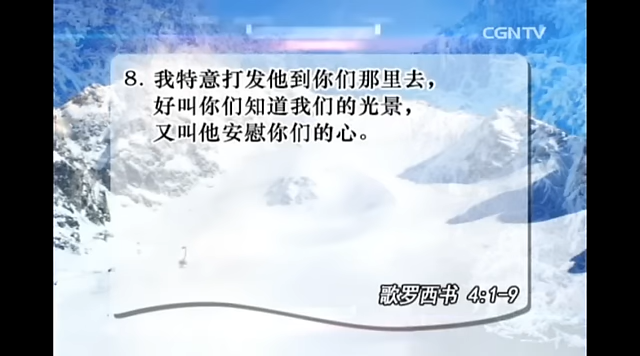 CGNTV
8. 我特意打发他到你们那里去，
好叫你们知道我们的光景，
又叫他安慰你们的心。
歌罗西书 4:1-9